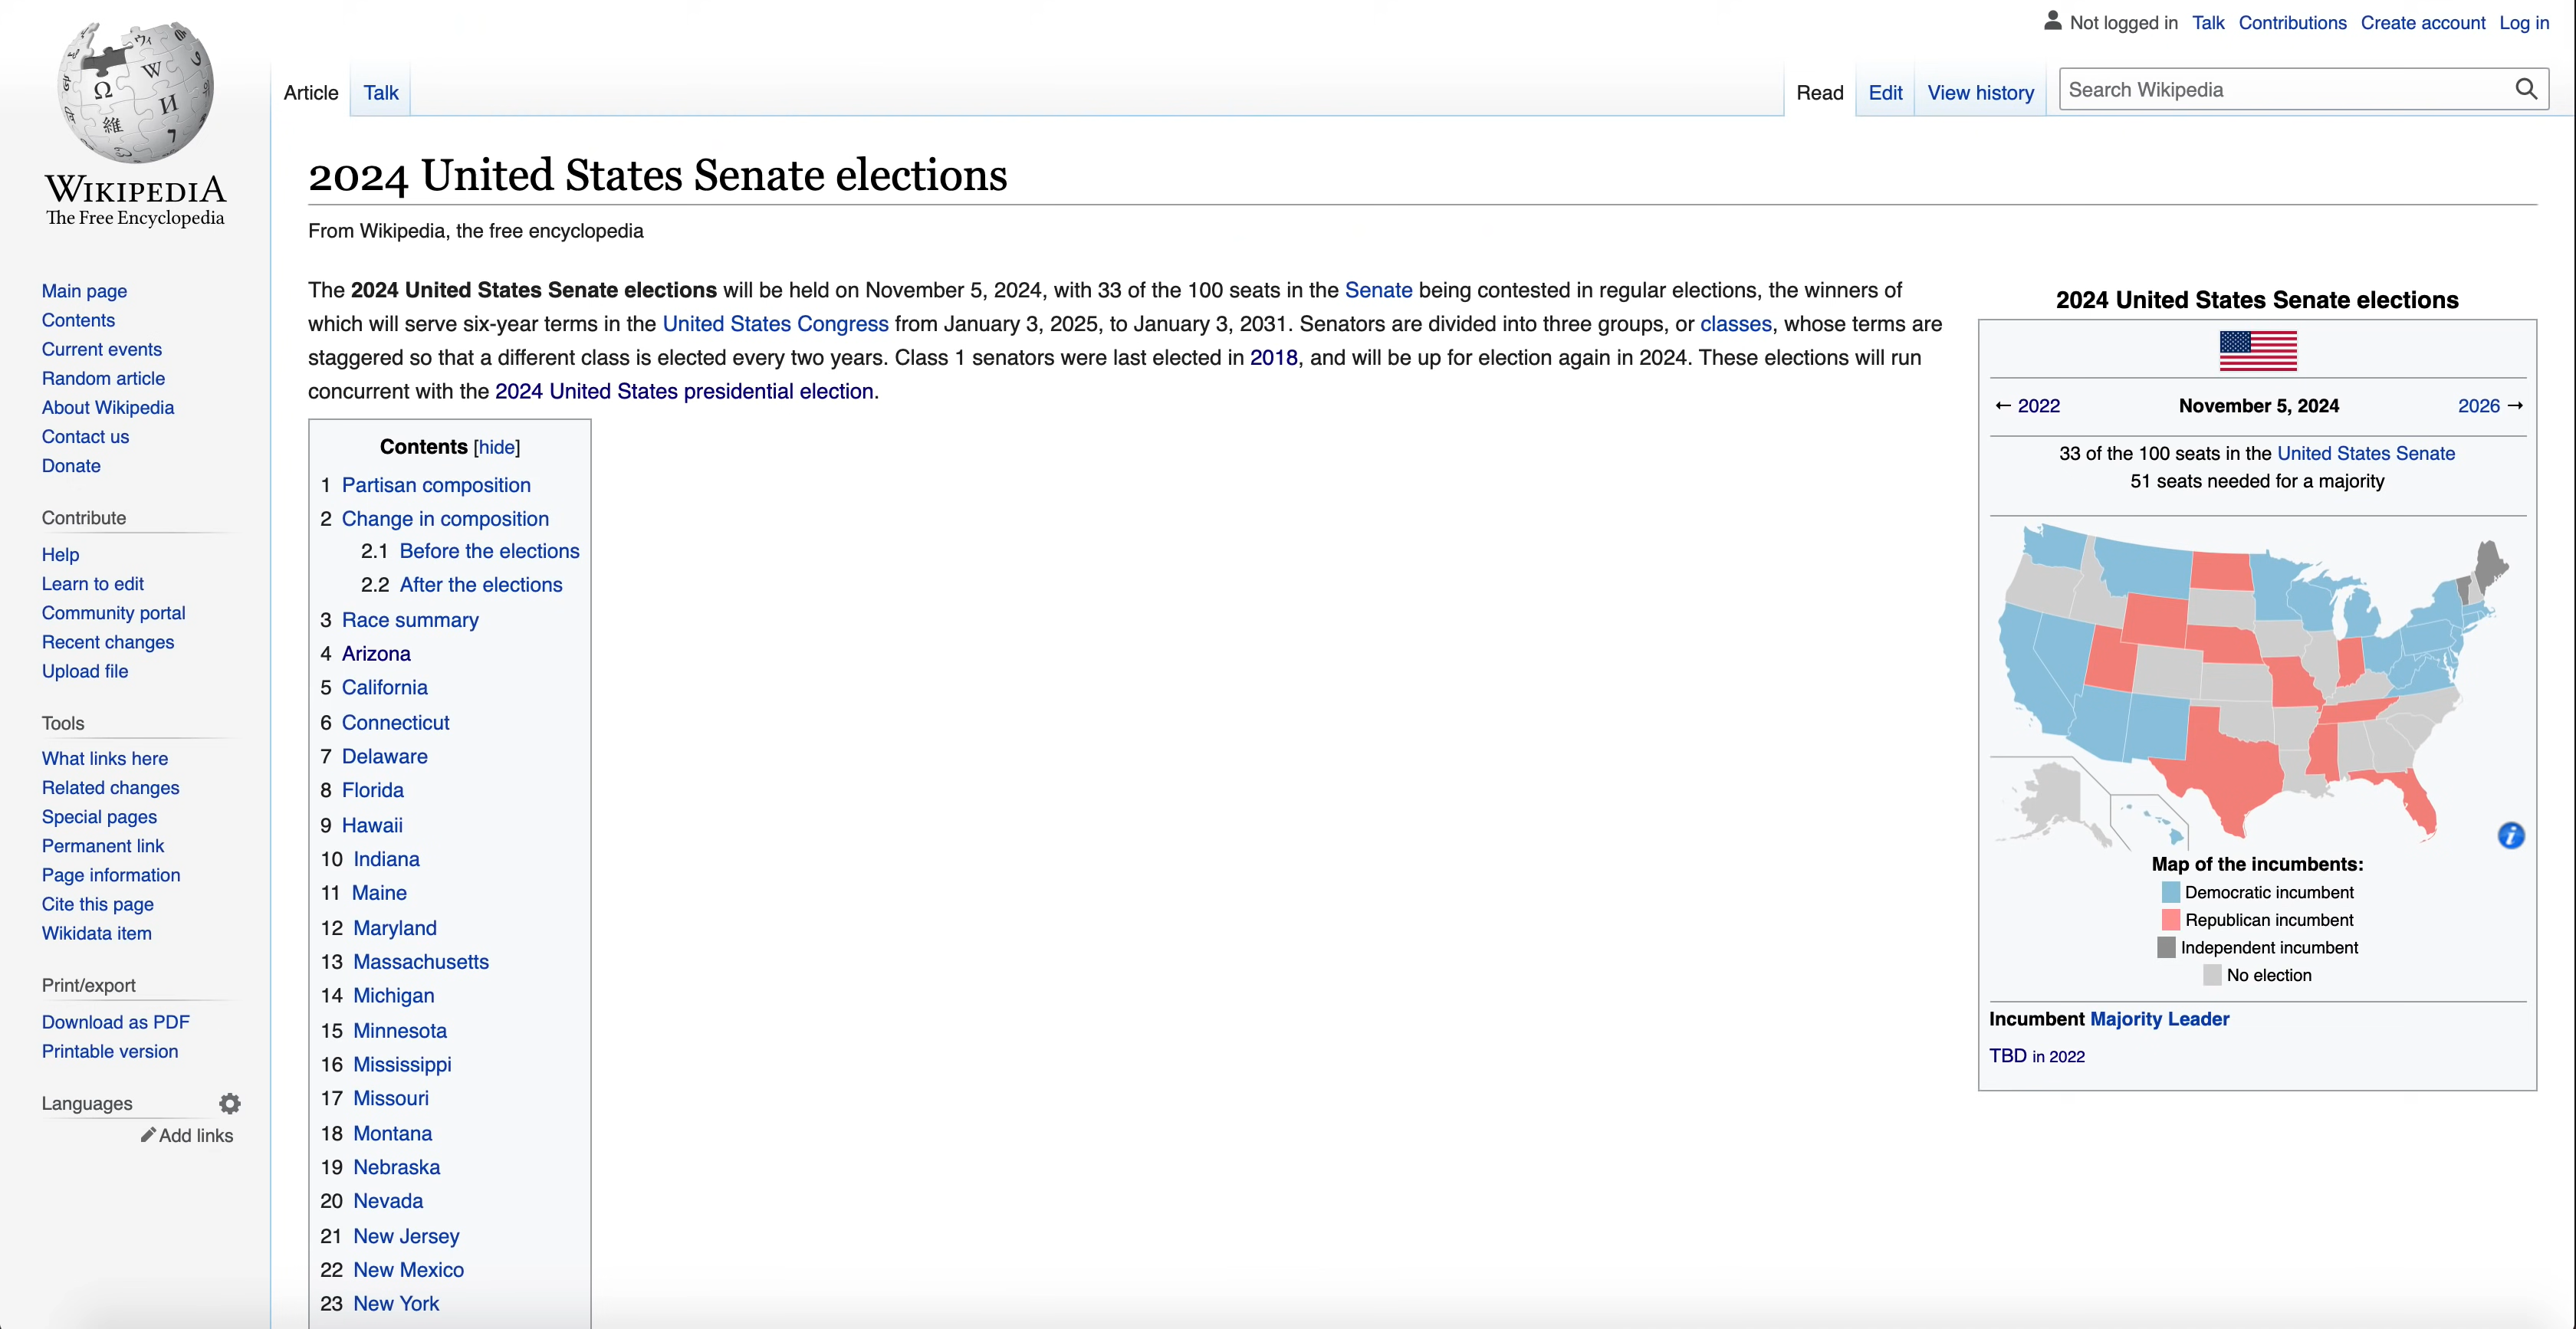 Not logged in Talk Contributions Create account Log in
Article Talk Read Edit View history Search Wikipedia
Ω W И 維 7 ウィ
WIKIPEDIA
The Free Encyclopedia
Main page
Contents
Current events
Random article
About Wikipedia
Contact us
Donate
Contribute
Help
Learn to edit
Community portal
Recent changes
Upload file
Tools
What links here
Related changes
Special pages
Permanent link
Page information
Cite this page
Wikidata item
Print/export
Download as PDF
Printable version
Languages
Add links
2024 United States Senate elections
From Wikipedia, the free encyclopedia
The 2024 United States Senate elections will be held on November 5, 2024, with 33 of the 100 seats in the Senate being contested in regular elections, the winners of
which will serve six-year terms in the United States Congress from January 3, 2025, to January 3, 2031. Senators are divided into three groups, or classes, whose terms are
staggered so that a different class is elected every two years. Class 1 senators were last elected in 2018, and will be up for election again in 2024. These elections will run
concurrent with the 2024 United States presidential election.
Contents [hide]
1 Partisan composition
2 Change in composition
2.1 Before the elections
2.2 After the elections
3 Race summary
4 Arizona
5 California
6 Connecticut
7 Delaware
8 Florida
9 Hawaii
10 Indiana
11 Maine
12 Maryland
13 Massachusetts
14 Michigan
15 Minnesota
16 Mississippi
17 Missouri
18 Montana
19 Nebraska
20 Nevada
21 New Jersey
22 New Mexico
23 New York
2024 United States Senate elections
← 2022 November 5, 2024 2026 →
33 of the 100 seats in the United States Senate
51 seats needed for a majority
i
Map of the incumbents:
Democratic incumbent
Republican incumbent
Independent incumbent
No election
Incumbent Majority Leader
TBD in 2022